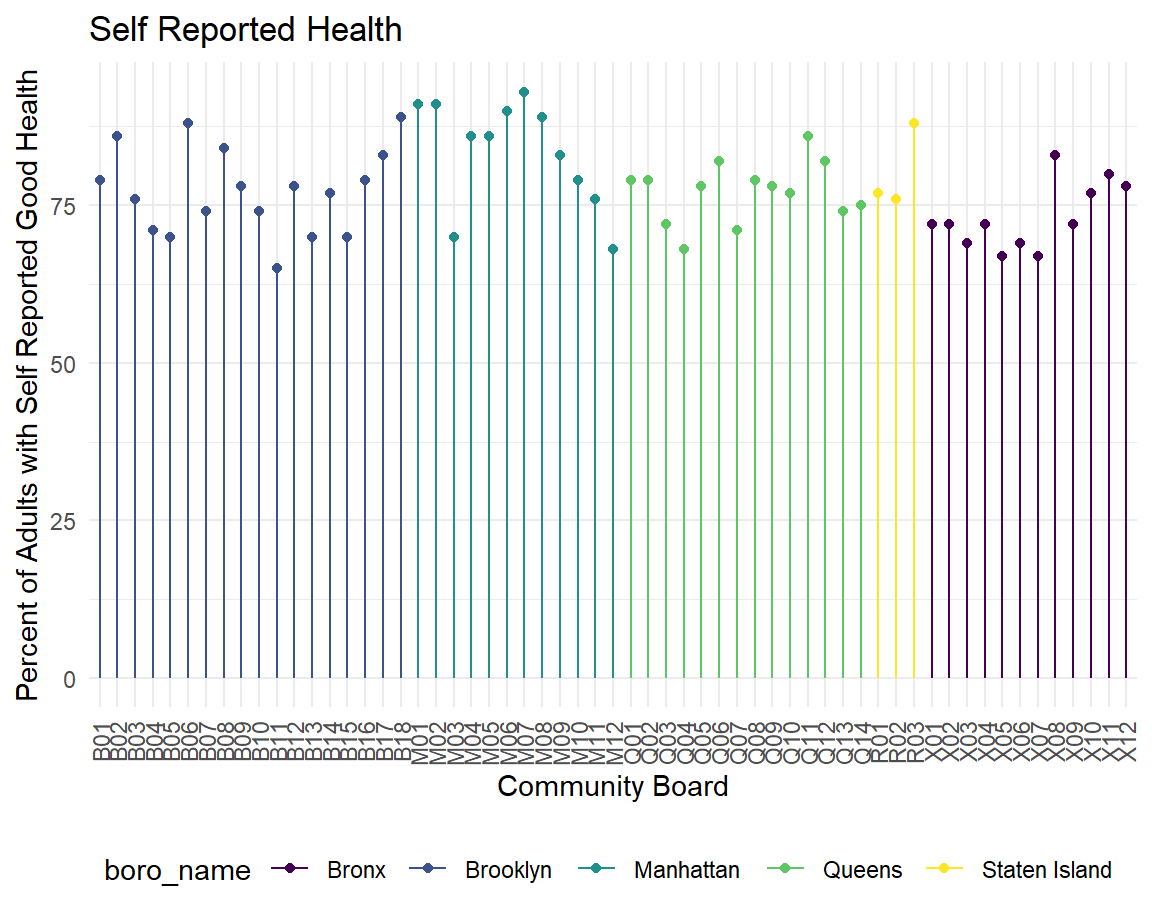 Self Reported Health
Percent of Adults with Self Reported Good Health
75
50
25
0
B01 B02 B03 B04 B05 B06 B07 B08 B09 B10 B11 B12 B13 B14 B15 B16 B17 B18 M01 M02 M03 M04 M05 M06 M07 M08 M09 M10 M11 M12 Q01 Q02 Q03 Q04 Q05 Q06 Q07 Q08 Q09 Q10 Q11 Q12 Q13 Q14 R01 R02 R03 X01 X02 X03 X04 X05 X06 X07 X08 X09 X10 X11 X12
Community Board
boro_name Bronx Brooklyn Manhattan Queens Staten Island